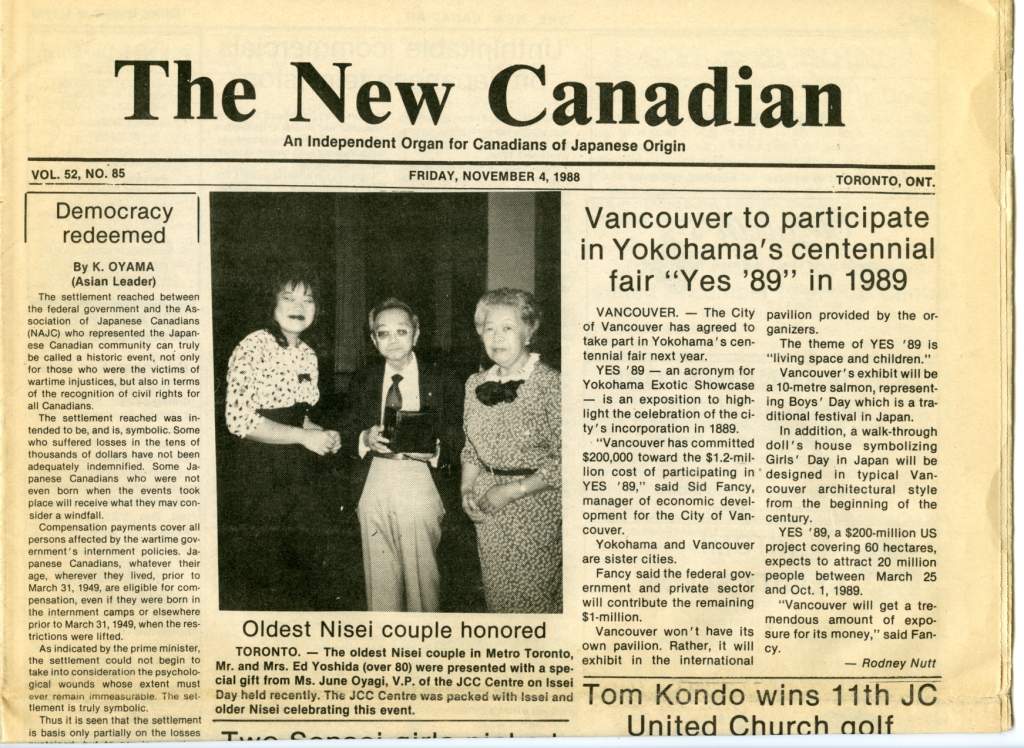 The New Canadian
An Independent Organ for Canadians of Japanese Origin
VOL. 52, NO. 85
FRIDAY, NOVEMBER 4, 1988
TORONTO, ONT.
Democracy
redeemed
By K. OYAMA
(Asian Leader)
The settlement reached between
the federal government and the As-
sociation of Japanese Canadians
(NAJC) who represented the Japan-
ese Canadian community can truly
be called a historic event, not only
for those who were the victims of
wartime injustices, but also in terms
of the recognition of civil rights for
all Canadians.
The settlement reached was in-
tended to be, and is, symbolic. Some
who suffered losses in the tens of
thousands of dollars have not been
adequately indemnified. Some Ja-
panese Canadians who were not
even born when the events took
place will receive what they may con-
sider a windfall.
Compensation payments cover all
persons affected by the wartime gov-
ernment's internment policies. Ja-
panese Canadians, whatever their
age, wherever they lived, prior to
March 31, 1949, are eligible for com-
pensation, even if they were born in
the internment camps or elsewhere
prior to March 31, 1949, when the res-
trictions were lifted.
As indicated by the prime minister,
the settlement could not begin to
take into consideration the psycholog-
ical wounds whose extent must
ever remain immeasurable. The set-
tlement is truly symbolic.
Thus it is seen that the settlement
is basis only partially on the losses
Oldest Nisei couple honored
TORONTO. — The oldest Nisei couple in Metro Toronto,
Mr. and Mrs. Ed Yoshida (over 80) were presented with a spe-
cial gift from Ms. June Oyagi, V.P. of the JCC Centre on Issei
Day held recently. The JCC Centre was packed with Issei and
older Nisei celebrating this event.
Two Sansei girls
Vancouver to participate
in Yokohama's centennial
fair "Yes '89" in 1989
VANCOUVER. — The City
of Vancouver has agreed to
take part in Yokohama's cen-
tennial fair next year.
YES '89 — an acronym for
Yokohama Exotic Showcase
— is an exposition to high-
light the celebration of the ci-
ty's incorporation in 1889.
"Vancouver has committed
$200,000 toward the $1.2-mil-
lion cost of participating in
YES '89," said Sid Fancy,
manager of economic devel-
opment for the City of Van-
couver.
Yokohama and Vancouver
are sister cities.
Fancy said the federal gov-
ernment and private sector
will contribute the remaining
$1-million.
Vancouver won't have its
own pavilion. Rather, it will
exhibit in the international
pavilion provided by the or-
ganizers.
The theme of YES '89 is
"living space and children."
Vancouver's exhibit will be
a 10-metre salmon, represent-
ing Boys' Day which is a tra-
ditional festival in Japan.
In addition, a walk-through
doll's house symbolizing
Girls' Day in Japan will be
designed in typical Van-
couver architectural style
from the beginning of the
century.
YES '89, a $200-million US
project covering 60 hectares,
expects to attract 20 million
people between March 25
and Oct. 1, 1989.
"Vancouver will get a tre-
mendous amount of expo-
sure for its money," said Fan-
cy.
— Rodney Nutt
Tom Kondo wins 11th JC
United Church golf